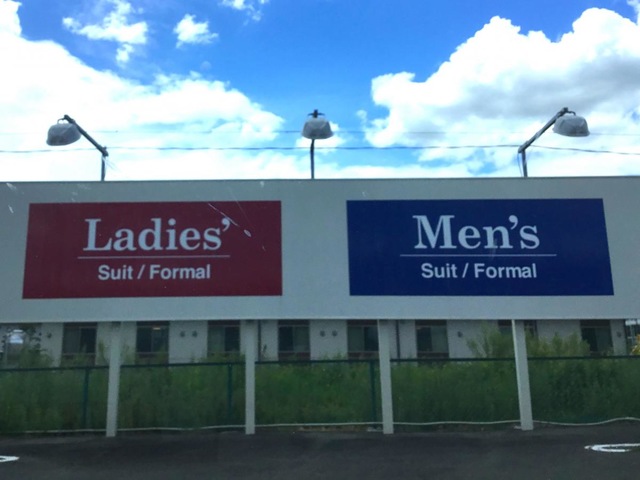 Ladies’
Suit / Formal
Men’s
Suit / Formal